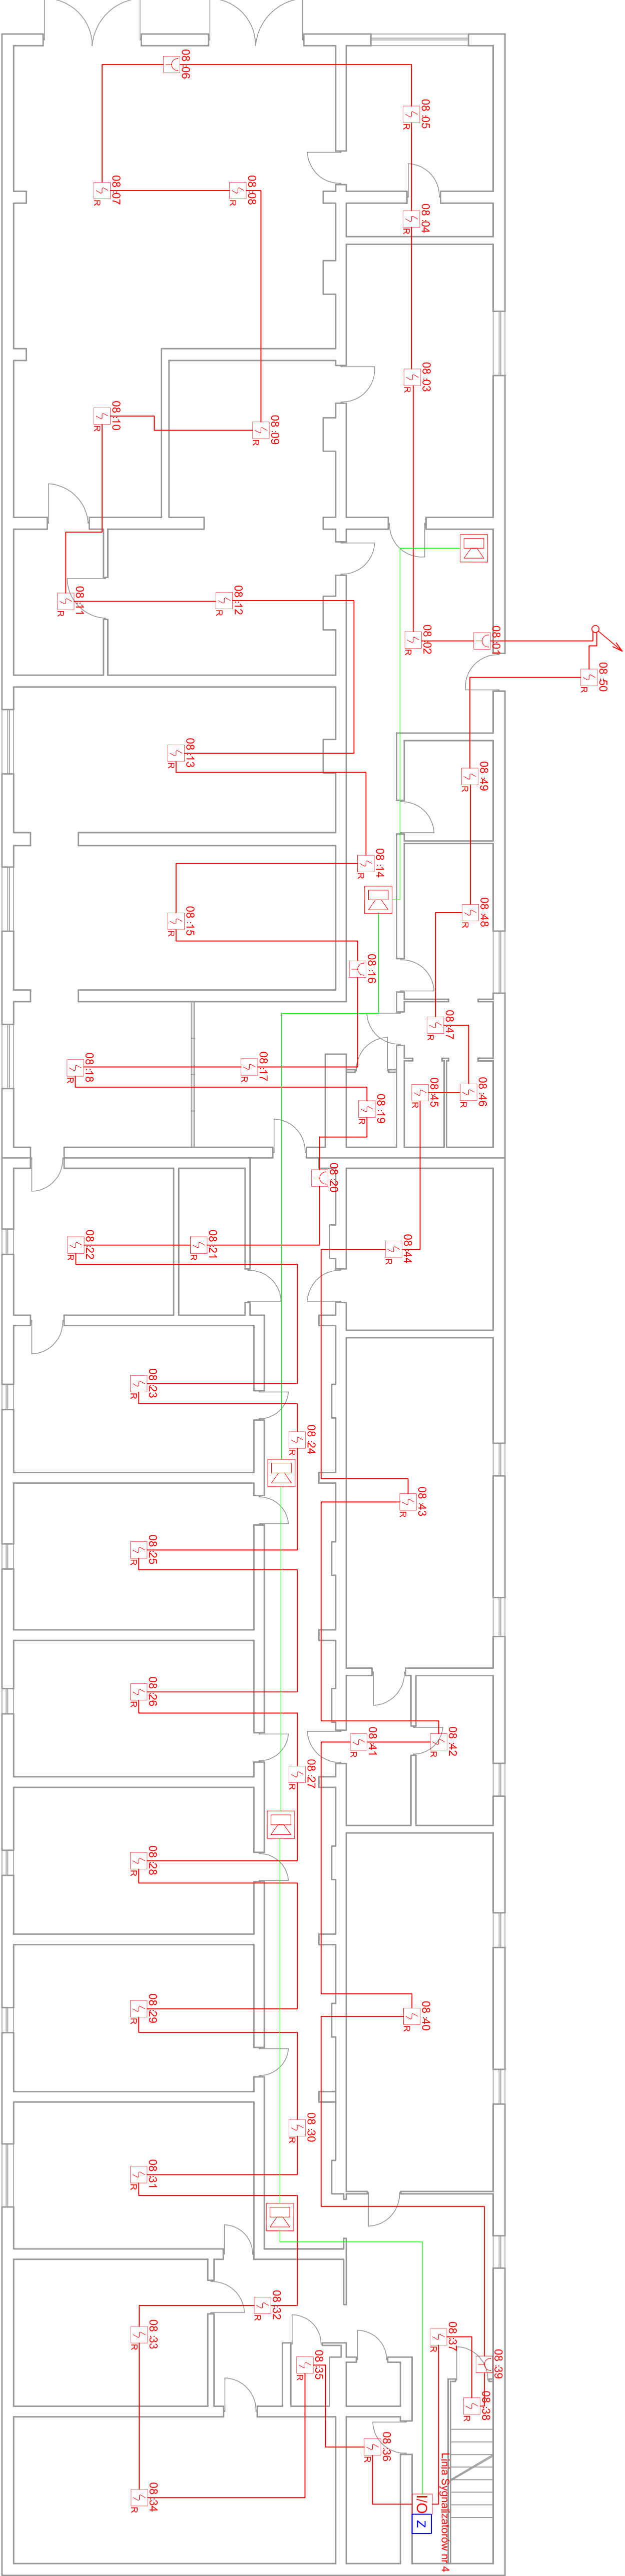 08:01
08:02
R
08:03
R
08:04
R
08:05
R
08:06
08:07
R
08:08
R
08:09
R
08:10
R
08:11
R
08:12
R
08:13
R
08:14
R
08:15
R
08:16
08:17
R
08:18
R
08:19
R
08:20
08:21
R
08:22
R
08:23
R
08:24
R
08:25
R
08:26
R
08:27
R
08:28
R
08:29
R
08:30
R
08:31
R
08:32
R
08:33
R
08:34
R
08:35
R
08:36
R
08:37
R
08:38
R
08:39
08:40
R
08:41
R
08:42
R
08:43
R
08:44
R
08:45
R
08:46
R
08:47
R
08:48
R
08:49
R
08:50
R
Linia Sygnalizatorów nr 4
I/O
Z